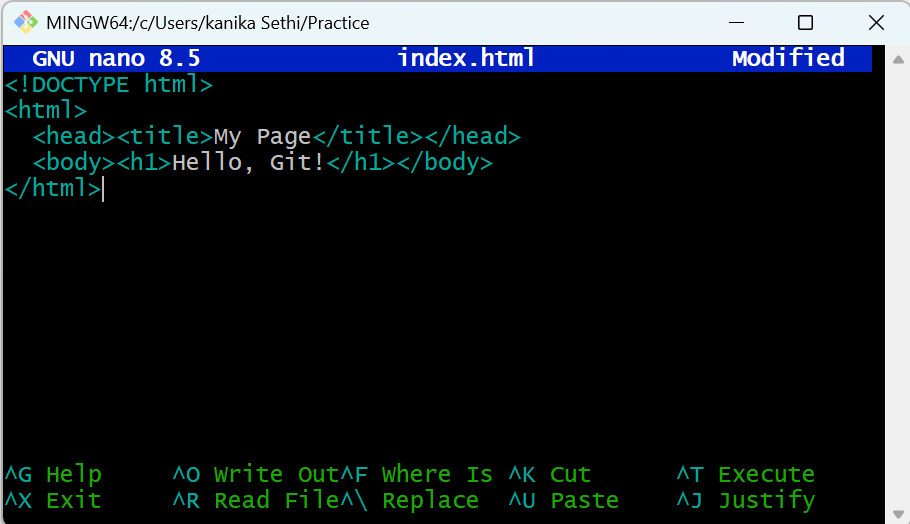 MINGW64:/c/Users/kanika Sethi/Practice
GNU nano 8.5 index.html Modified
<!DOCTYPE html>
<html>
  <head><title>My Page</title></head>
  <body><h1>Hello, Git!</h1></body>
</html>
^G Help ^O Write Out^F Where Is ^K Cut ^T Execute
^X Exit ^R Read File^\ Replace ^U Paste ^J Justify